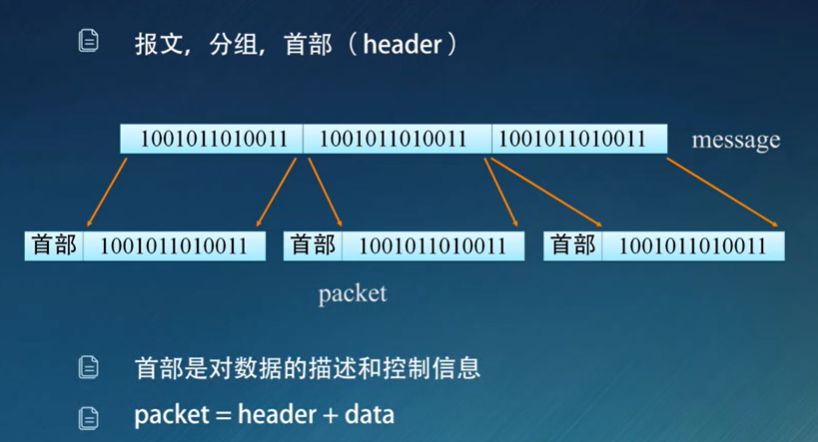 报文，分组，首部（header）
1001011010011 1001011010011 1001011010011 message
首部 1001011010011 首部 1001011010011 首部 1001011010011
packet
首部是对数据的描述和控制信息
packet = header + data